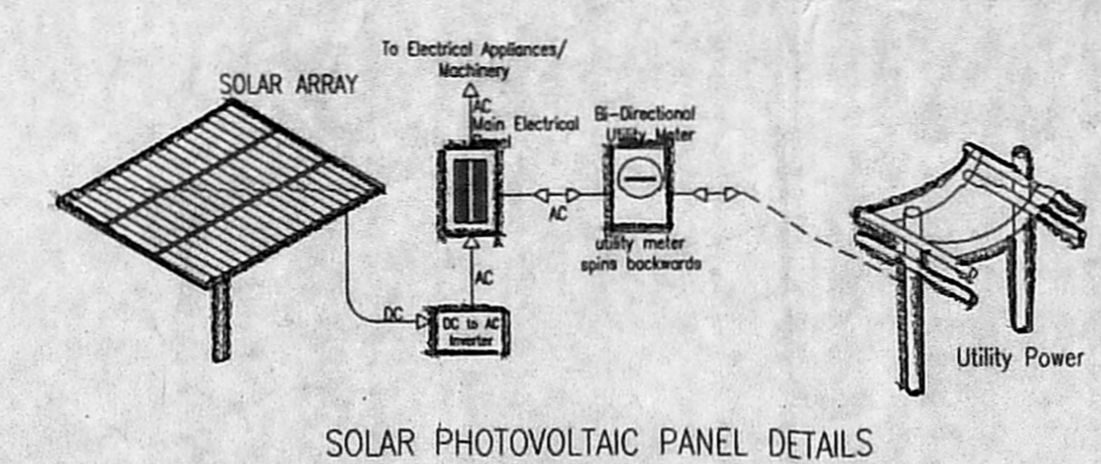 To Electrical Appliances/
Machinery
SOLAR ARRAY
AC
Main Electrical
Panel
Bi-Directional
Utility Meter
AC
utility meter
spins backwards
AC
DC
DC to AC
Inverter
Utility Power
SOLAR PHOTOVOLTAIC PANEL DETAILS